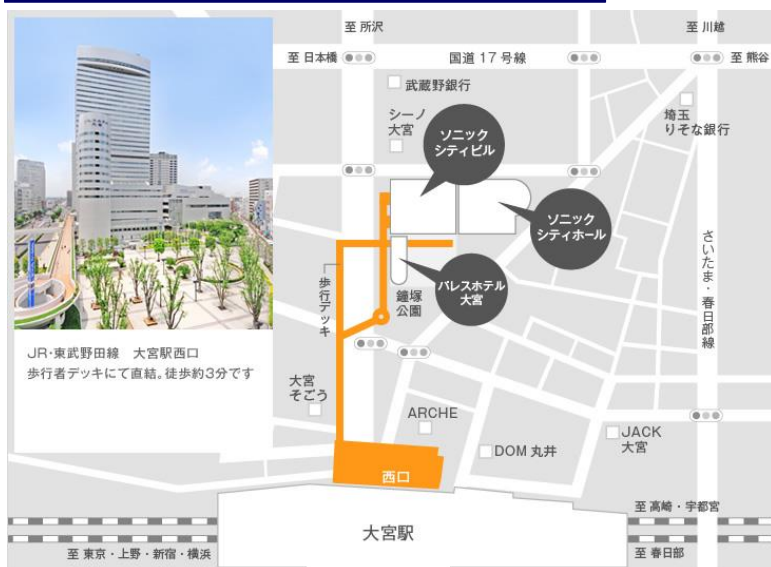 至 所沢
至 川越
至 日本橋
国道 17 号線
至 熊谷
武蔵野銀行
シーノ
大宮
ソニック
シティビル
埼玉
りそな銀行
ソニック
シティホール
さいたま・春日部線
歩行デッキ
パレスホテル
大宮
鐘塚
公園
JR・東武野田線　大宮駅西口
歩行者デッキにて直結。徒歩約3分です
大宮
そごう
ARCHE
JACK
大宮
DOM 丸井
西口
大宮駅
至 高崎・宇都宮
至 東京・上野・新宿・横浜
至 春日部